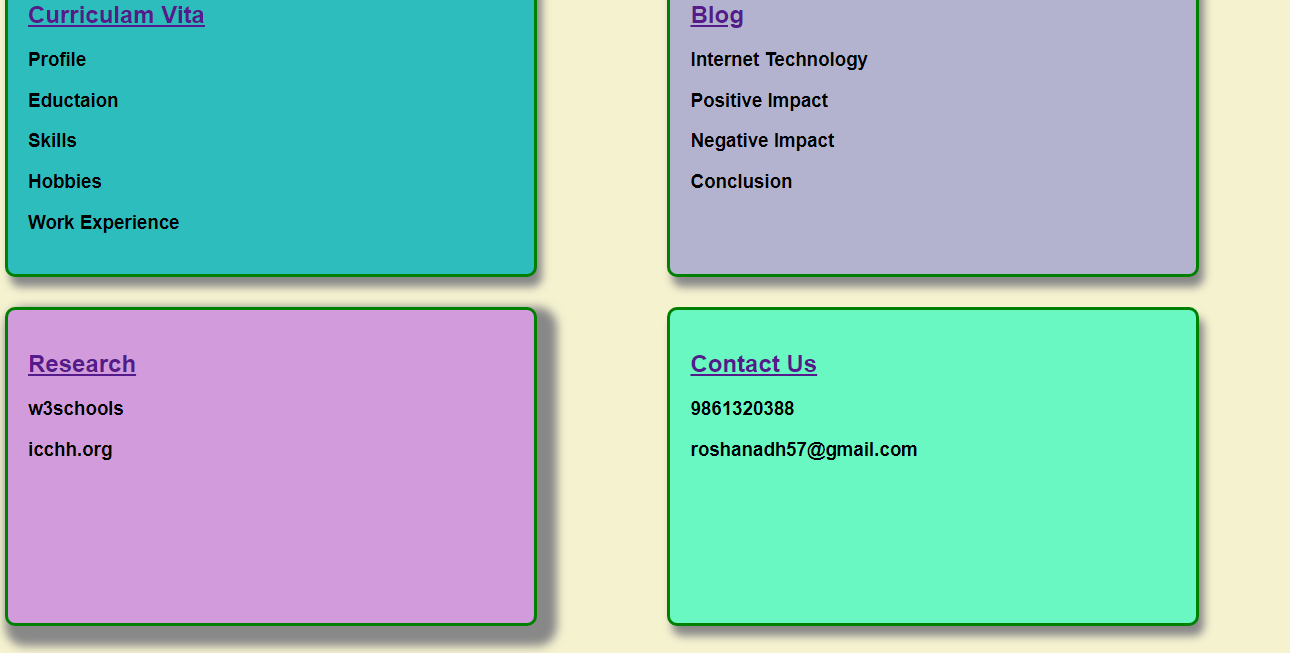 Curriculam Vita
Profile
Eductaion
Skills
Hobbies
Work Experience
Blog
Internet Technology
Positive Impact
Negative Impact
Conclusion
Research
w3schools
icchh.org
Contact Us
9861320388
roshanadh57@gmail.com